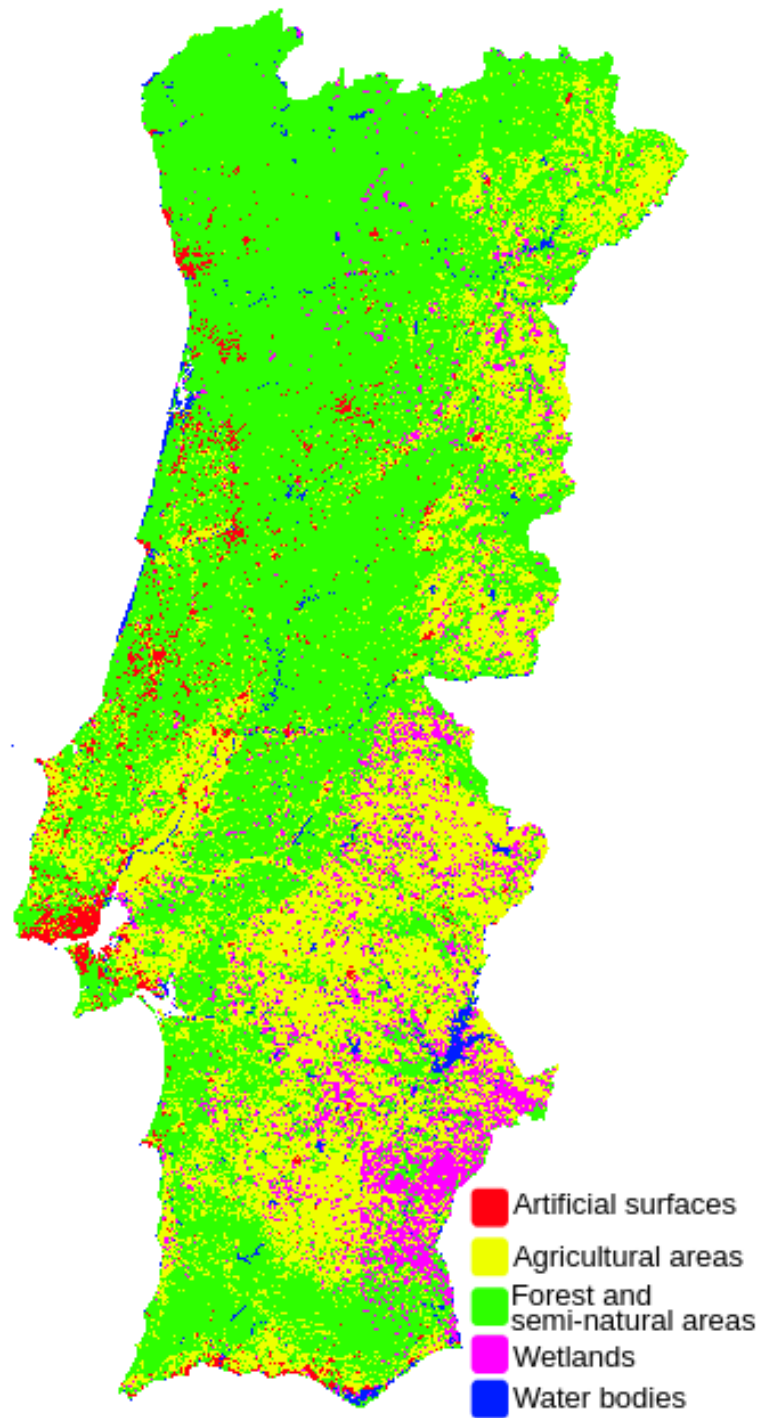 Artificial surfaces
Agricultural areas
Forest and
semi-natural areas
Wetlands
Water bodies